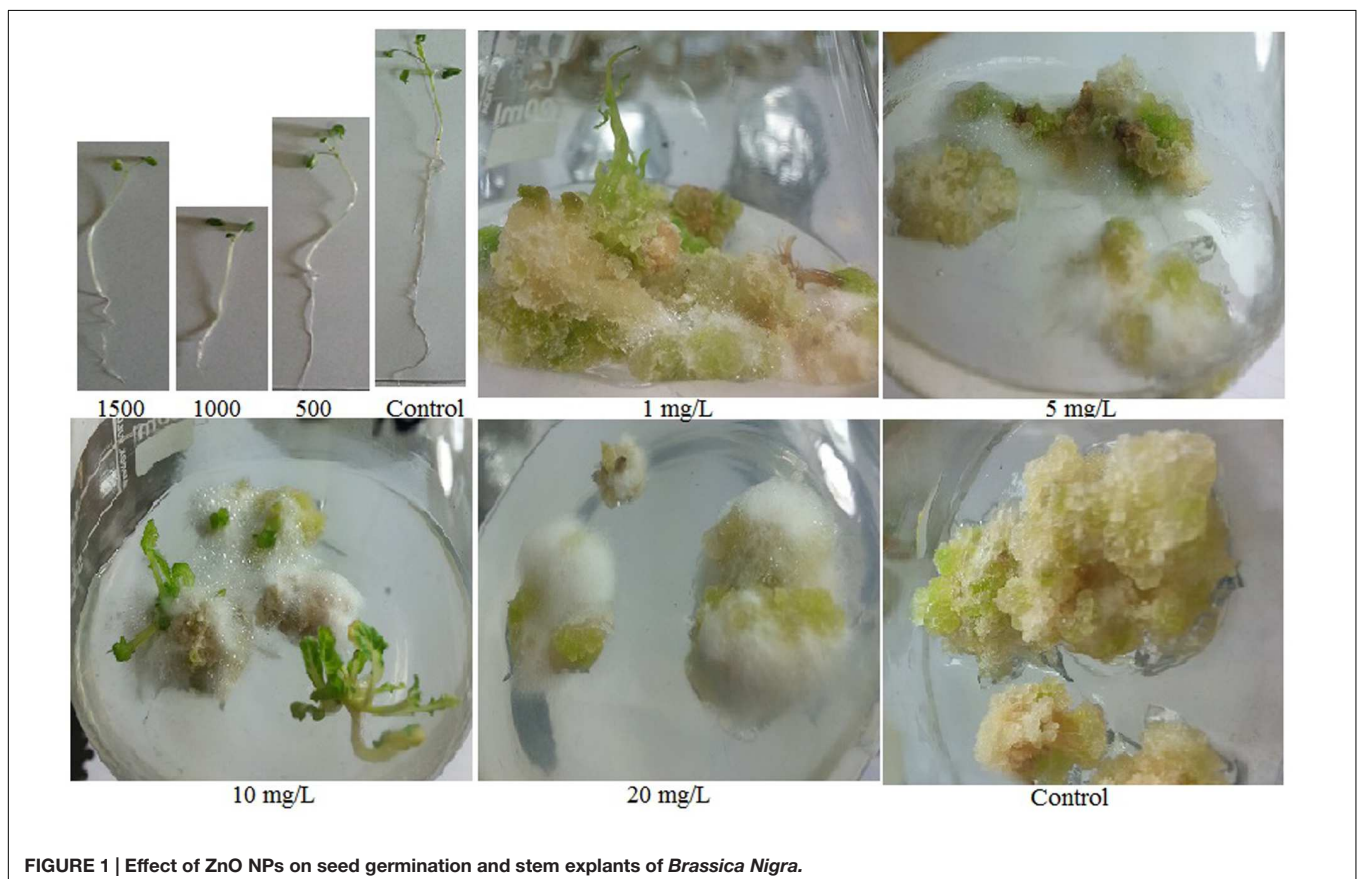 1500 1000 500 Control
1 mg/L
5 mg/L
10 mg/L
20 mg/L
Control
FIGURE 1 | Effect of ZnO NPs on seed germination and stem explants of Brassica Nigra.